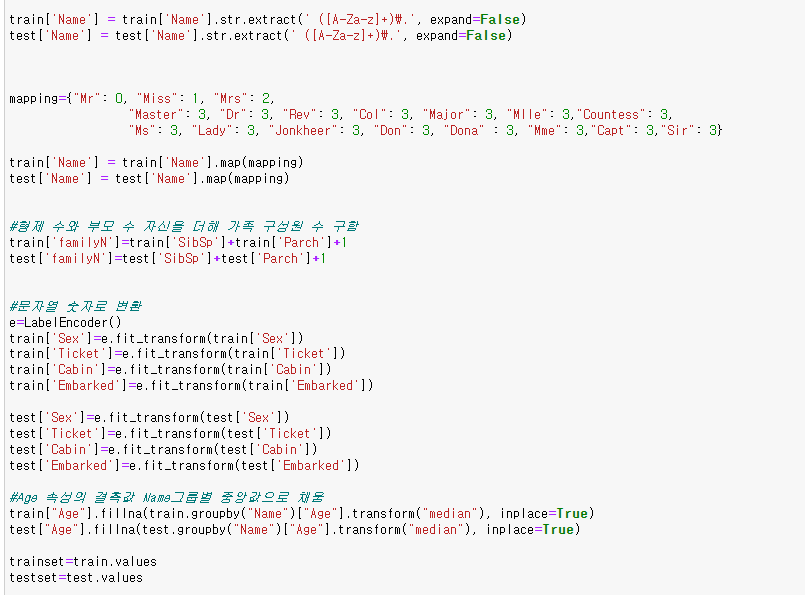 train['Name'] = train['Name'].str.extract(' ([A-Za-z]+)₩.', expand=False)
test['Name'] = test['Name'].str.extract(' ([A-Za-z]+)₩.', expand=False)
mapping={"Mr": 0, "Miss": 1, "Mrs": 2,
"Master": 3, "Dr": 3, "Rev": 3, "Col": 3, "Major": 3, "Mlle": 3,"Countess": 3,
"Ms": 3, "Lady": 3, "Jonkheer": 3, "Don": 3, "Dona" : 3, "Mme": 3,"Capt": 3,"Sir": 3}
train['Name'] = train['Name'].map(mapping)
test['Name'] = test['Name'].map(mapping)
#형제 수와 부모 수 자신을 더해 가족 구성원 수 구함
train['familyN']=train['SibSp']+train['Parch']+1
test['familyN']=test['SibSp']+test['Parch']+1
#문자열 숫자로 변환
e=LabelEncoder()
train['Sex']=e.fit_transform(train['Sex'])
train['Ticket']=e.fit_transform(train['Ticket'])
train['Cabin']=e.fit_transform(train['Cabin'])
train['Embarked']=e.fit_transform(train['Embarked'])
test['Sex']=e.fit_transform(test['Sex'])
test['Ticket']=e.fit_transform(test['Ticket'])
test['Cabin']=e.fit_transform(test['Cabin'])
test['Embarked']=e.fit_transform(test['Embarked'])
#Age 속성의 결측값 Name그룹별 중앙값으로 채움
train["Age"].fillna(train.groupby("Name")["Age"].transform("median"), inplace=True)
test["Age"].fillna(test.groupby("Name")["Age"].transform("median"), inplace=True)
trainset=train.values
testset=test.values